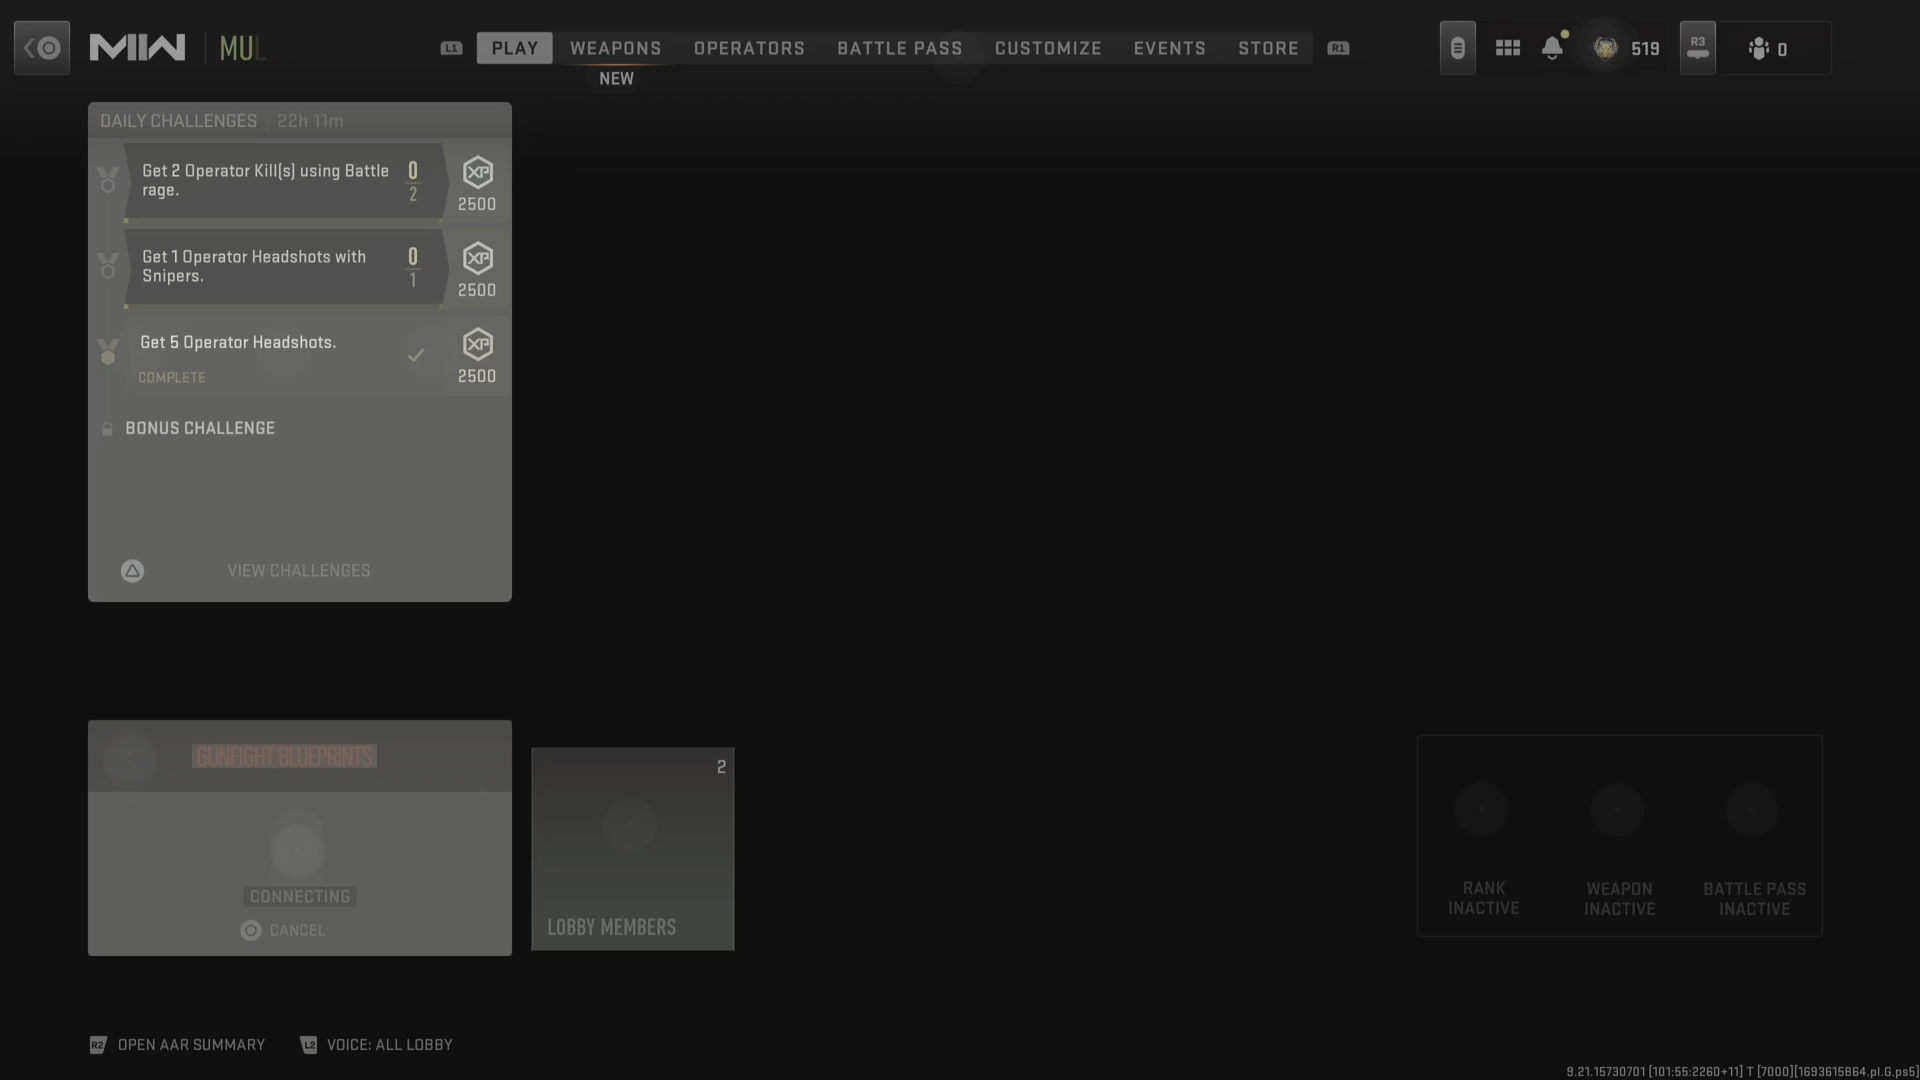 MW MUL
L1 PLAY WEAPONS OPERATORS BATTLE PASS CUSTOMIZE EVENTS STORE R1
NEW
519
R3
0
DAILY CHALLENGES 22h 11m
Get 2 Operator Kill(s) using Battle
rage.
0
2
XP
2500
Get 1 Operator Headshots with
Snipers.
0
1
XP
2500
Get 5 Operator Headshots.
COMPLETE
XP
2500
BONUS CHALLENGE
VIEW CHALLENGES
GUNFIGHT BLUEPRINTS
CONNECTING
CANCEL
2
LOBBY MEMBERS
RANK
INACTIVE
WEAPON
INACTIVE
BATTLE PASS
INACTIVE
R2 OPEN AAR SUMMARY L2 VOICE: ALL LOBBY
9.21.15730701 [101:55:2260+11] T [7000][1693615864.pl.G.ps5]